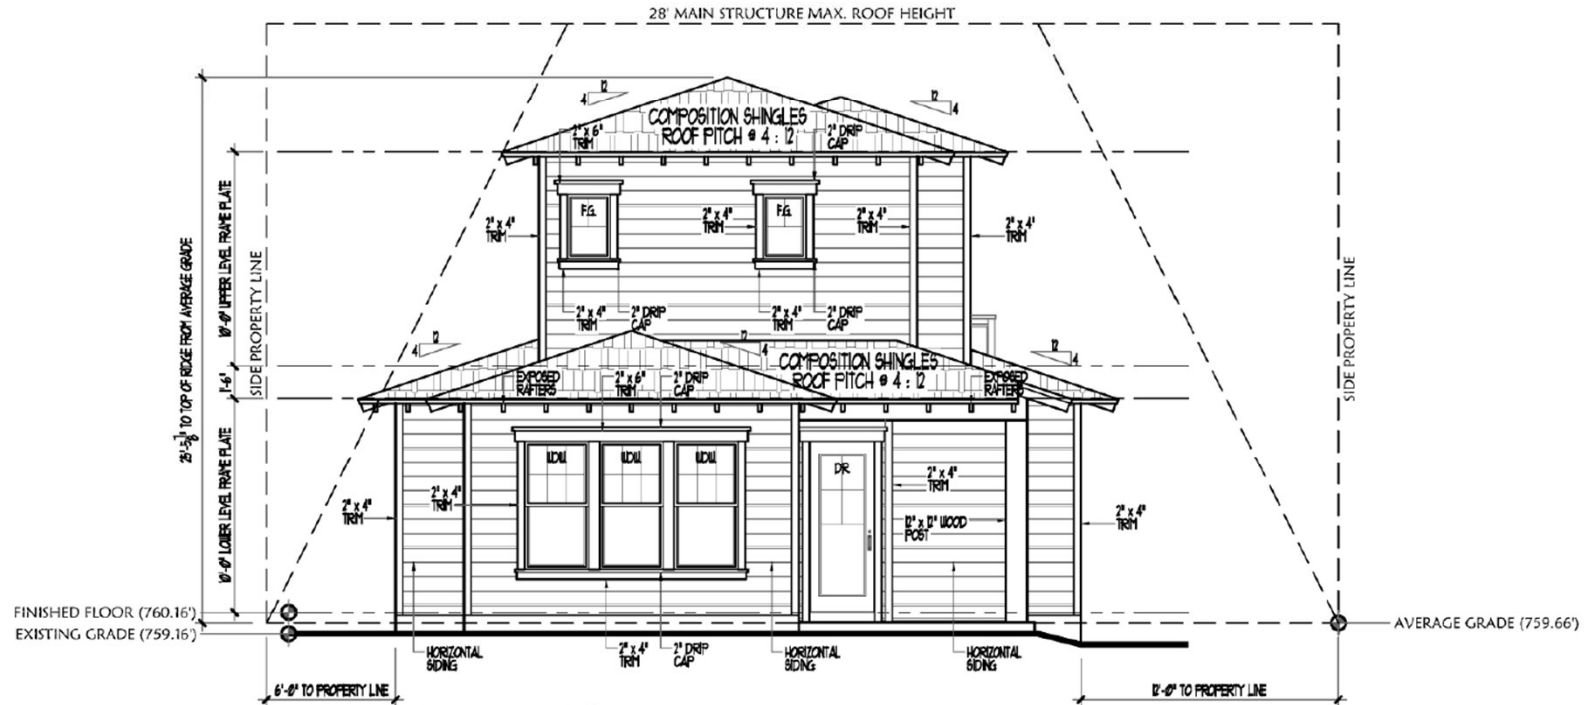 28' MAIN STRUCTURE MAX. ROOF HEIGHT
12
4
12
4
COMPOSITION SHINGLES
ROOF PITCH @ 4 : 12
2" x 6"
TRIM
2" DRIP
CAP
F.G.
F.G.
2" x 4"
TRIM
2" x 4"
TRIM
2" x 4"
TRIM
2" x 4"
TRIM
10'-0" UPPER LEVEL FRAME PLATE
TO TOP OF RIDGE FROM AVERAGE GRADE
SIDE PROPERTY LINE
SIDE PROPERTY LINE
2" x 4"
TRIM
2" DRIP
CAP
2" x 4"
TRIM
2" DRIP
CAP
12
4
12
4
12
4
COMPOSITION SHINGLES
ROOF PITCH @ 4 : 12
EXPOSED
RAFTERS
2" x 6"
TRIM
2" DRIP
CAP
EXPOSED
RAFTERS
1'-6"
10'-0" LOWER LEVEL FRAME PLATE
WDW
WDW
WDW
DR
2" x 4"
TRIM
2" x 4"
TRIM
2" x 4"
TRIM
12" x 12" WOOD
POST
2" x 4"
TRIM
FINISHED FLOOR (760.16')
EXISTING GRADE (759.16')
AVERAGE GRADE (759.66')
HORIZONTAL
SIDING
2" x 4"
TRIM
2" DRIP
CAP
HORIZONTAL
SIDING
HORIZONTAL
SIDING
6'-0" TO PROPERTY LINE
12'-0" TO PROPERTY LINE